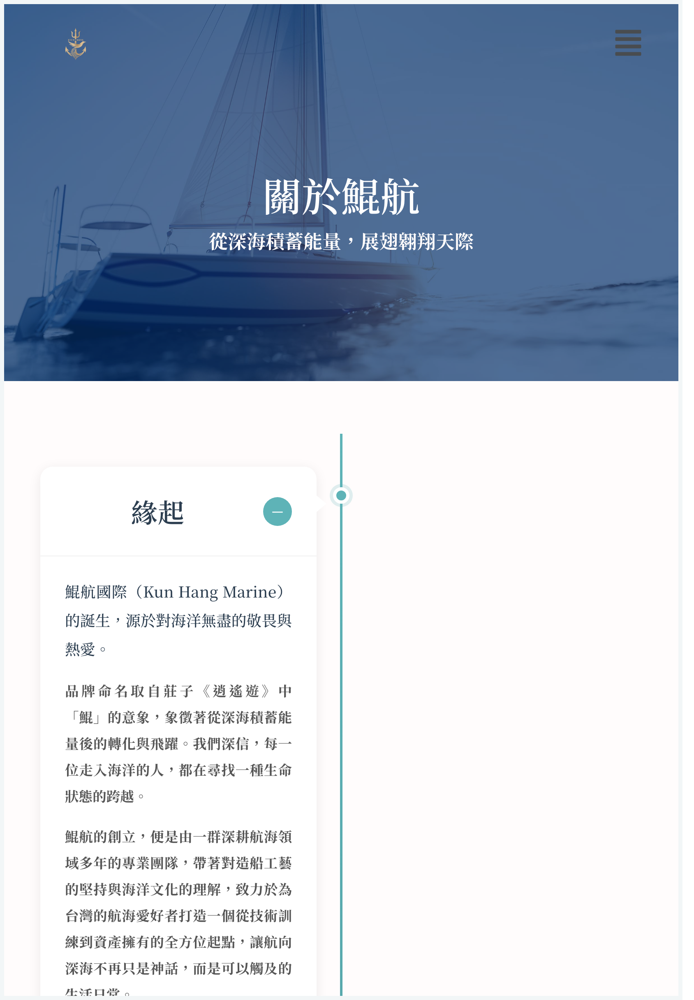 關於鯤航
從深海積蓄能量，展翅翱翔天際
緣起
鯤航國際（Kun Hang Marine）
的誕生，源於對海洋無盡的敬畏與
熱愛。
品牌命名取自莊子《逍遙遊》中
「鯤」的意象，象徵著從深海積蓄能
量後的轉化與飛躍。我們深信，每一
位走入海洋的人，都在尋找一種生命
狀態的跨越。
鯤航的創立，便是由一群深耕航海領
域多年的專業團隊，帶著對造船工藝
的堅持與海洋文化的理解，致力於為
台灣的航海愛好者打造一個從技術訓
練到資產擁有的全方位起點，讓航向
深海不再只是神話，而是可以觸及的
生活日常。